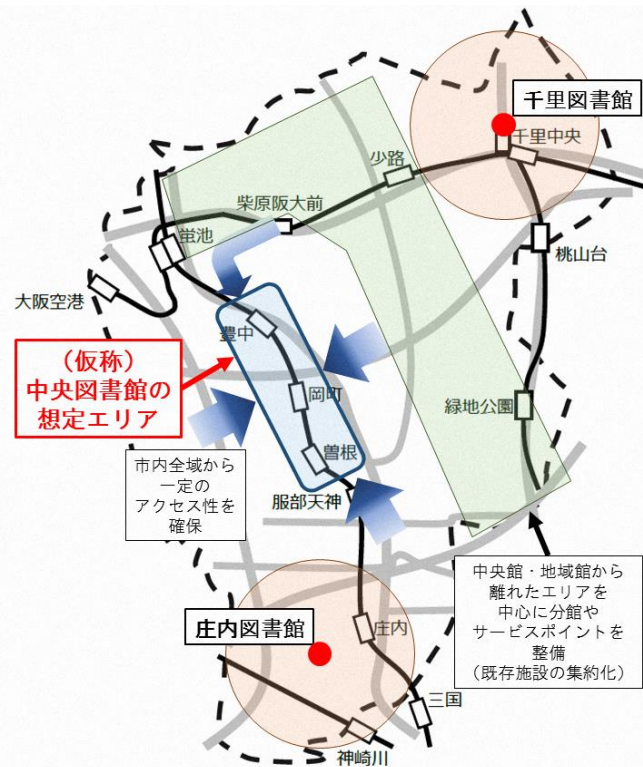 千里図書館
千里中央
少路
柴原阪大前
蛍池
桃山台
大阪空港
豊中
(仮称)
中央図書館の
想定エリア
岡町
緑地公園
曽根
市内全域から
一定の
アクセス性を
確保
服部天神
中央館・地域館から
離れたエリアを
中心に分館や
サービスポイントを
整備
(既存施設の集約化)
庄内図書館
庄内
三国
神崎川